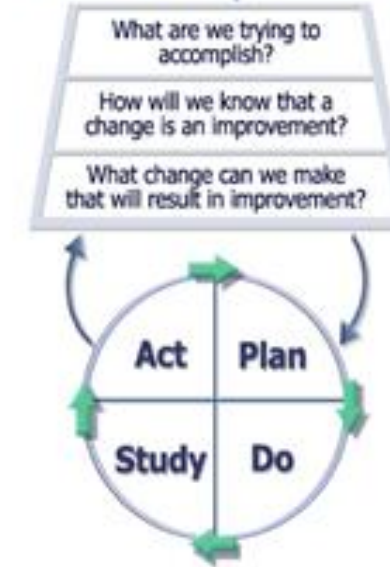 What are we trying to
accomplish?
How will we know that a
change is an improvement?
What change can we make
that will result in improvement?
Act Plan
Study Do